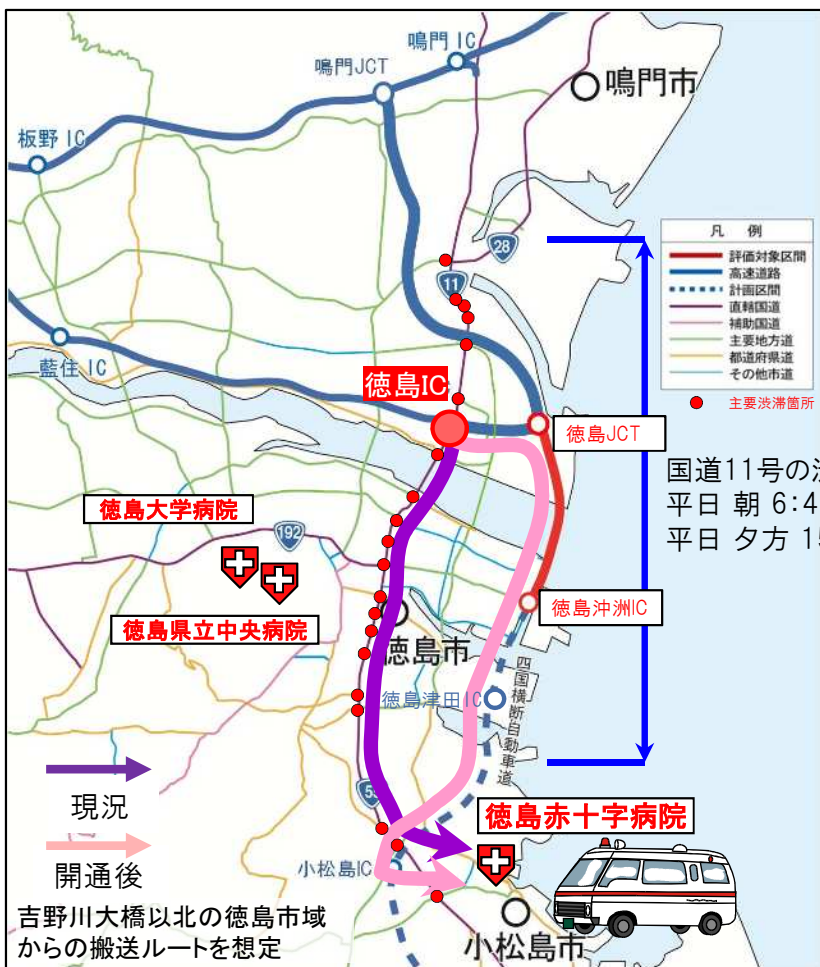 鳴門IC
鳴門JCT
鳴門市
板野IC
28
11
凡 例
評価対象区間
高速道路
計画区間
直轄国道
補助国道
主要地方道
都道府県道
その他市道
主要渋滞箇所
藍住IC
徳島IC
徳島JCT
国道11号の
平日 朝 6:4
平日 夕方 15
徳島大学病院
192
徳島県立中央病院
徳島沖洲IC
徳島市
徳島津田IC
四国横断自動車道
現況
徳島赤十字病院
開通後
小松島IC
吉野川大橋以北の徳島市域
からの搬送ルートを想定
小松島市